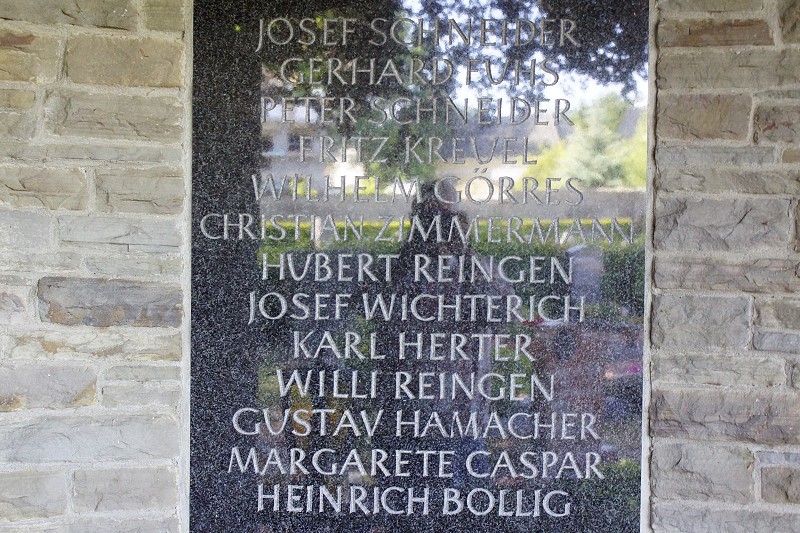 JOSEF SCHNEIDER
GERHARD FUHS
PETER SCHNEIDER
FRITZ KREUEL
WILHELM GÖRRES
CHRISTIAN ZIMMERMANN
HUBERT REINGEN
JOSEF WICHTERICH
KARL HERTER
WILLI REINGEN
GUSTAV HAMACHER
MARGARETE CASPAR
HEINRICH BOLLIG